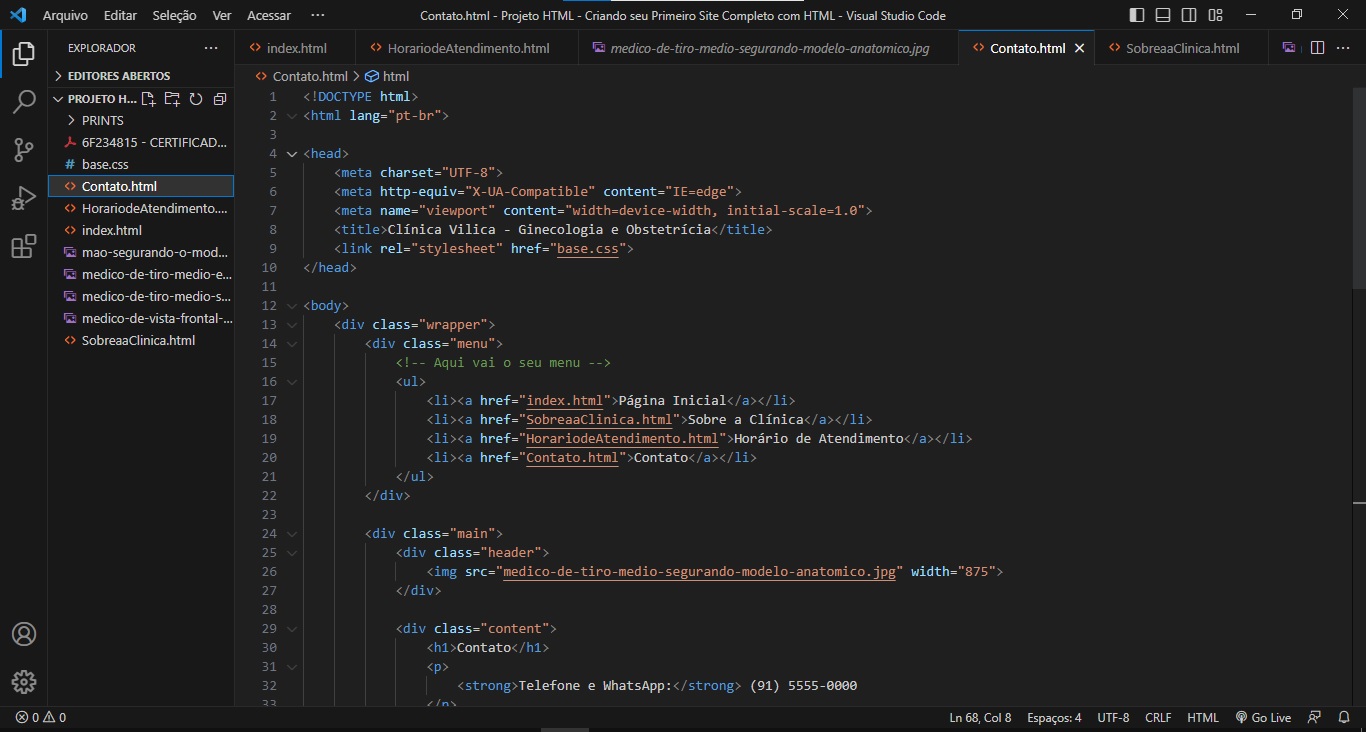 Arquivo Editar Seleção Ver Acessar ··· Contato.html - Projeto HTML - Criando seu Primeiro Site Completo com HTML - Visual Studio Code
EXPLORADOR ···
index.html HorariodeAtendimento.html medico-de-tiro-medio-segurando-modelo-anatomico.jpg Contato.html SobreaaClinica.html ···
EDITORES ABERTOS
PROJETO H...
PRINTS
6F234815 - CERTIFICAD...
# base.css
Contato.html
HorariodeAtendimento....
index.html
mao-segurando-o-mod...
medico-de-tiro-medio-e...
medico-de-tiro-medio-s...
medico-de-vista-frontal-...
SobreaaClinica.html
Contato.html > html
1 <!DOCTYPE html>
2 <html lang="pt-br">
3
4 <head>
5 <meta charset="UTF-8">
6 <meta http-equiv="X-UA-Compatible" content="IE=edge">
7 <meta name="viewport" content="width=device-width, initial-scale=1.0">
8 <title>Clínica Vilica - Ginecologia e Obstetrícia</title>
9 <link rel="stylesheet" href="base.css">
10 </head>
11
12 <body>
13 <div class="wrapper">
14 <div class="menu">
15 <!-- Aqui vai o seu menu -->
16 <ul>
17 <li><a href="index.html">Página Inicial</a></li>
18 <li><a href="SobreaaClinica.html">Sobre a Clínica</a></li>
19 <li><a href="HorariodeAtendimento.html">Horário de Atendimento</a></li>
20 <li><a href="Contato.html">Contato</a></li>
21 </ul>
22 </div>
23
24 <div class="main">
25 <div class="header">
26 <img src="medico-de-tiro-medio-segurando-modelo-anatomico.jpg" width="875">
27 </div>
28
29 <div class="content">
30 <h1>Contato</h1>
31 <p>
32 <strong>Telefone e WhatsApp:</strong> (91) 5555-0000
33 </p>
0 0 Ln 68, Col 8 Espaços: 4 UTF-8 CRLF HTML Go Live